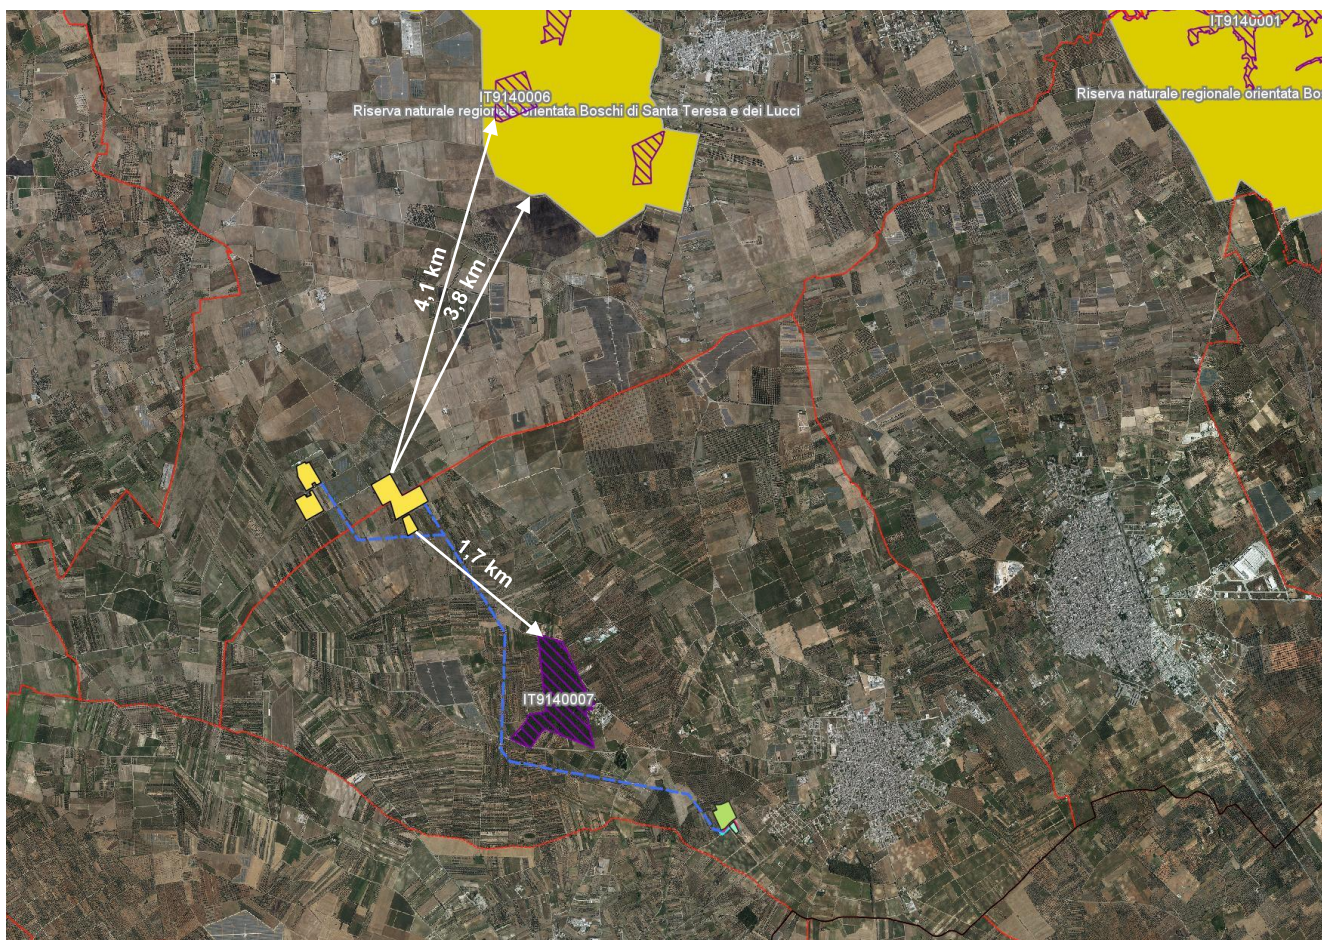 IT9140001
IT9140006
Riserva naturale regionale orientata Boschi di Santa Teresa e dei Lucci
Riserva naturale regionale orientata Bo
4,1 km
3,8 km
1,7 km
IT9140007